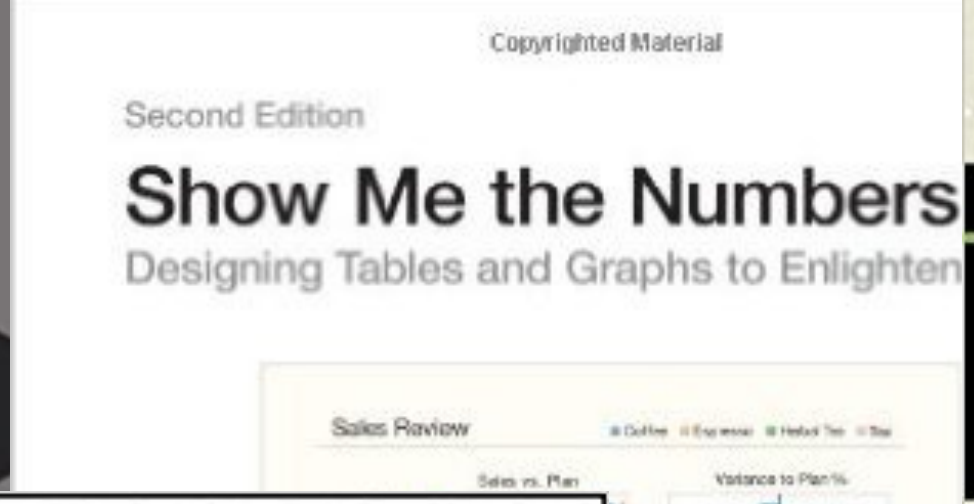 Copyrighted Material
Second Edition
Show Me the Numbers
Designing Tables and Graphs to Enlighten
Sales Review
Coffee Espresso Herbal Tea Tea
Sales vs. Plan
Variance to Plan %